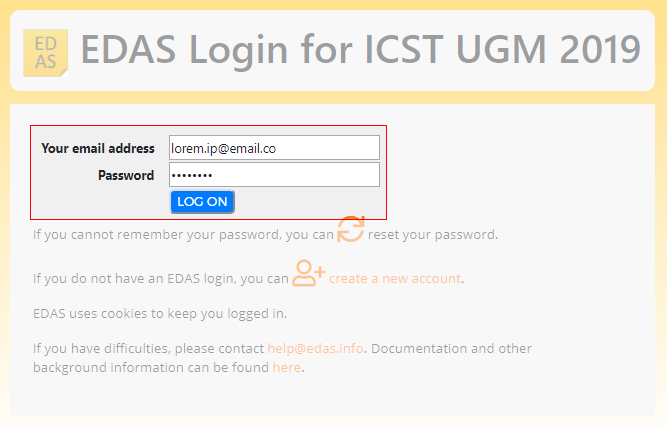 ED
AS
EDAS Login for ICST UGM 2019
Your email address lorem.ip@email.co
Password ••••••••
LOG ON
If you cannot remember your password, you can reset your password.
If you do not have an EDAS login, you can create a new account.
EDAS uses cookies to keep you logged in.
If you have difficulties, please contact help@edas.info. Documentation and other
background information can be found here.